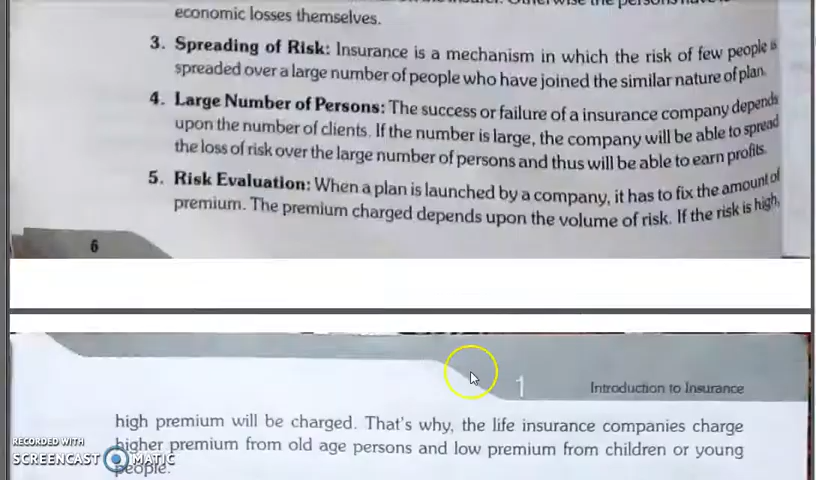 economic losses themselves.
3. Spreading of Risk: Insurance is a mechanism in which the risk of few people is
spreaded over a large number of people who have joined the similar nature of plan.
4. Large Number of Persons: The success or failure of a insurance company depends
upon the number of clients. If the number is large, the company will be able to spread
the loss of risk over the large number of persons and thus will be able to earn profits.
5. Risk Evaluation: When a plan is launched by a company, it has to fix the amount of
premium. The premium charged depends upon the volume of risk. If the risk is high,
6
1 Introduction to Insurance
high premium will be charged. That's why, the life insurance companies charge
higher premium from old age persons and low premium from children or young
people.
RECORDED WITH
SCREENCAST MATIC